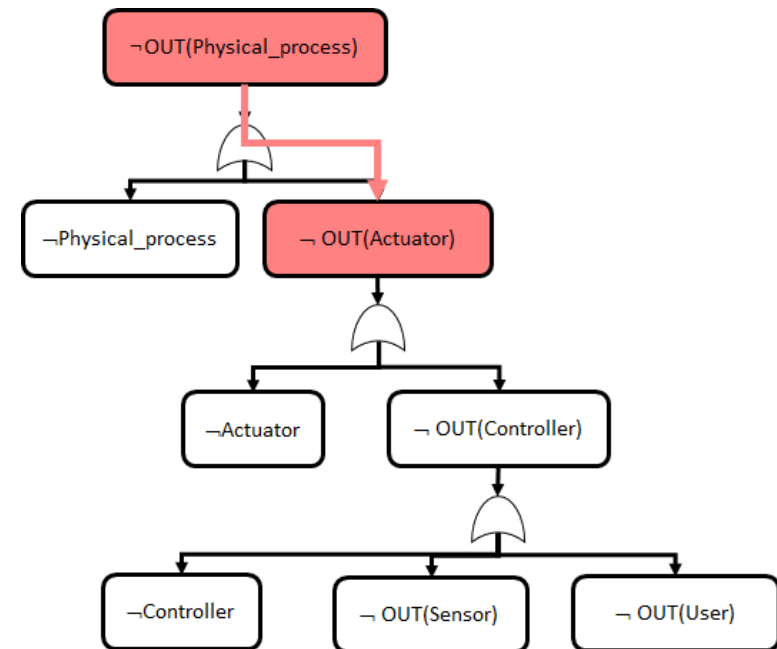 ¬OUT(Physical_process)
¬Physical_process
¬ OUT(Actuator)
¬Actuator
¬ OUT(Controller)
¬Controller
¬ OUT(Sensor)
¬ OUT(User)